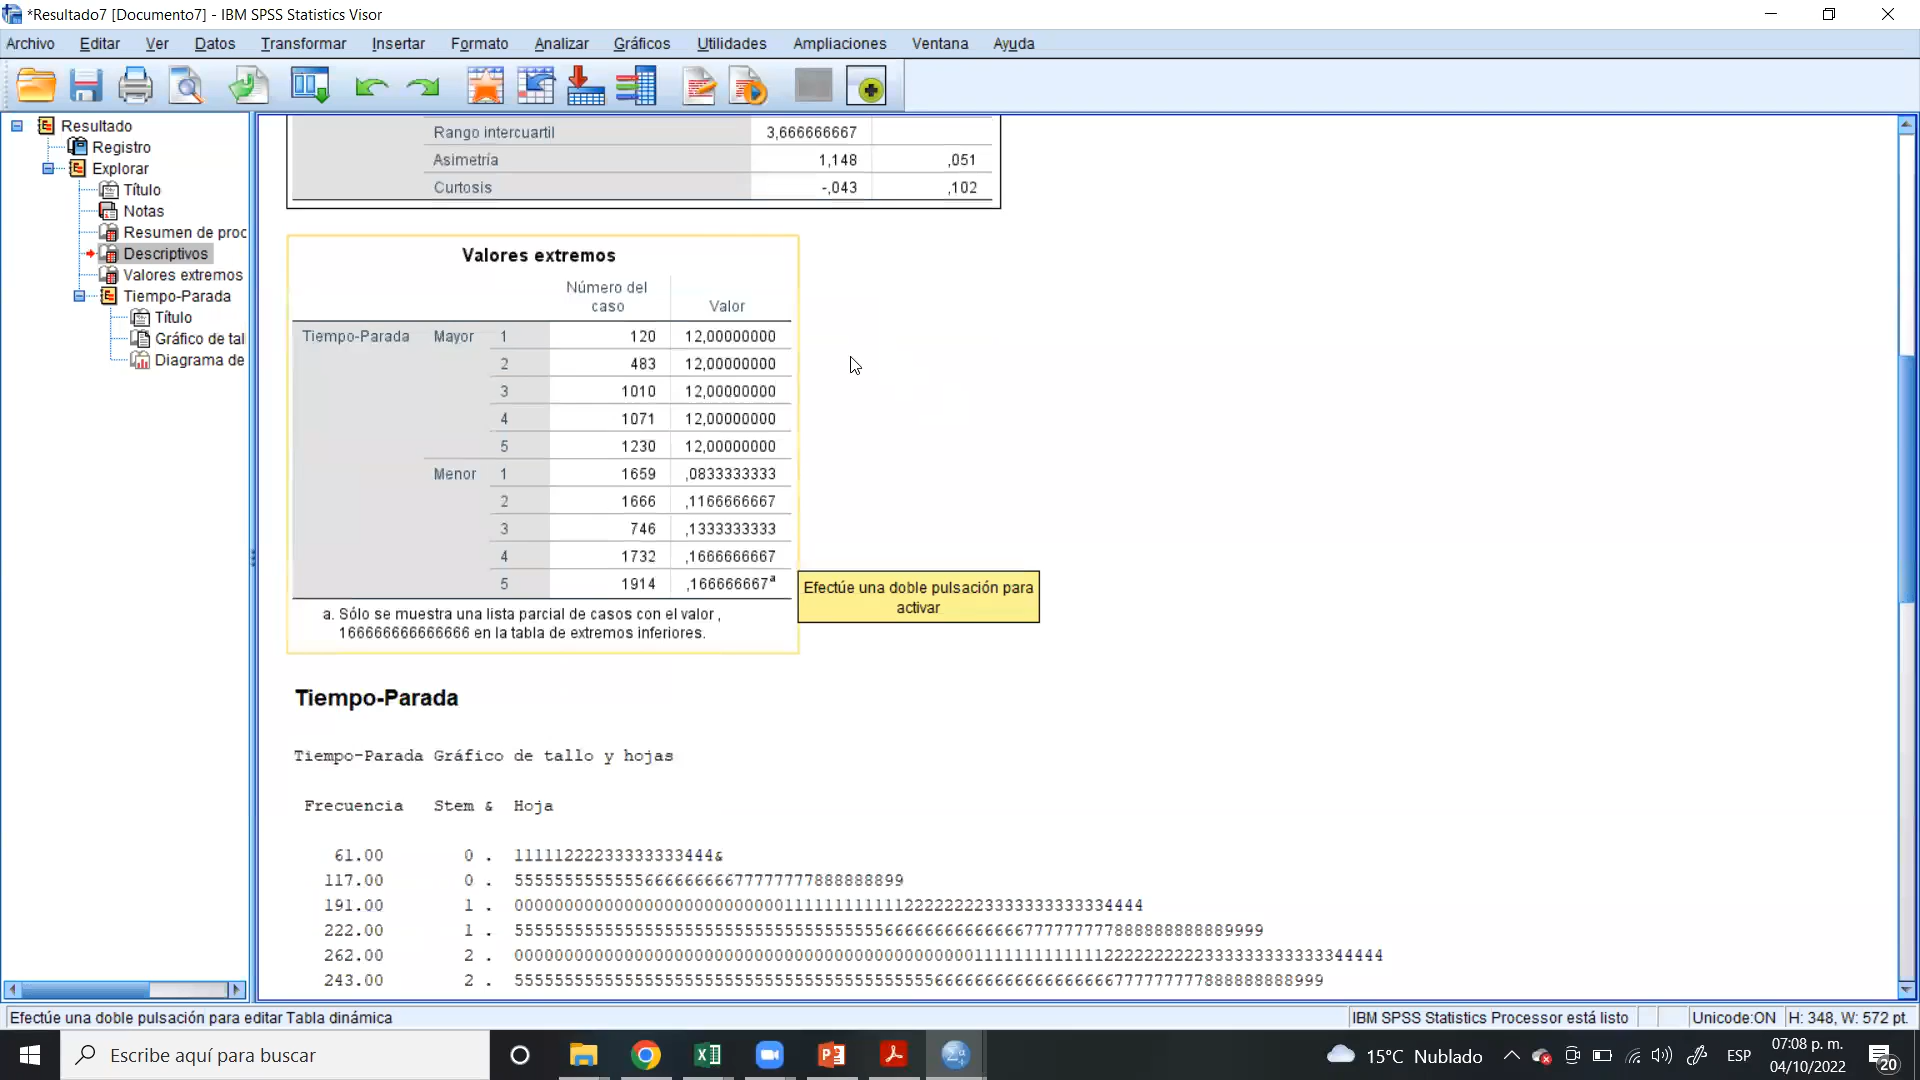 *Resultado7 [Documento7] - IBM SPSS Statistics Visor
Archivo Editar Ver Datos Transformar Insertar Formato Analizar Gráficos Utilidades Ampliaciones Ventana Ayuda
Resultado
Registro
Explorar
Título
Notas
Resumen de proc
Descriptivos
Valores extremos
Tiempo-Parada
Título
Gráfico de tal
Diagrama de
Rango intercuartil 3,666666667
Asimetría 1,148 ,051
Curtosis -,043 ,102
Valores extremos
Número del caso Valor
Tiempo-Parada Mayor 1 120 12,00000000
2 483 12,00000000
3 1010 12,00000000
4 1071 12,00000000
5 1230 12,00000000
Menor 1 1659 ,0833333333
2 1666 ,1166666667
3 746 ,1333333333
4 1732 ,1666666667
5 1914 ,166666667ª
a. Sólo se muestra una lista parcial de casos con el valor ,
166666666666666 en la tabla de extremos inferiores.
Efectúe una doble pulsación para
activar
Tiempo-Parada
Tiempo-Parada Gráfico de tallo y hojas
Frecuencia Stem & Hoja
61.00 0 .
117.00 0 .
191.00 1 .
222.00 1 .
262.00 2 .
243.00 2 .
Efectúe una doble pulsación para editar Tabla dinámica
IBM SPSS Statistics Processor está listo Unicode:ON H: 348, W: 572 pt.
Escribe aquí para buscar
15°C Nublado ESP
07:08 p. m.
04/10/2022
20